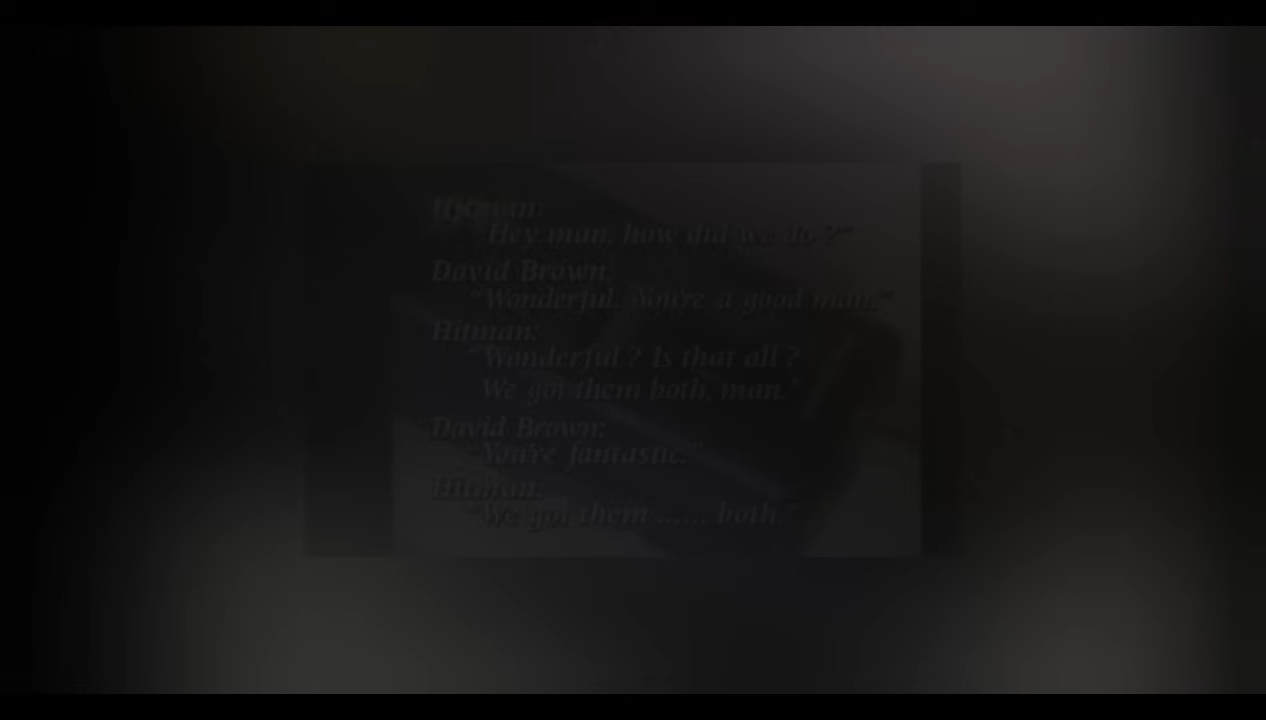 Hitman:
"Hey man, how did we do ?"
David Brown:
"Wonderful. You're a good man."
Hitman:
"Wonderful ? Is that all ?
We got them both, man."
David Brown:
"You're fantastic."
Hitman:
"We got them ...... both."